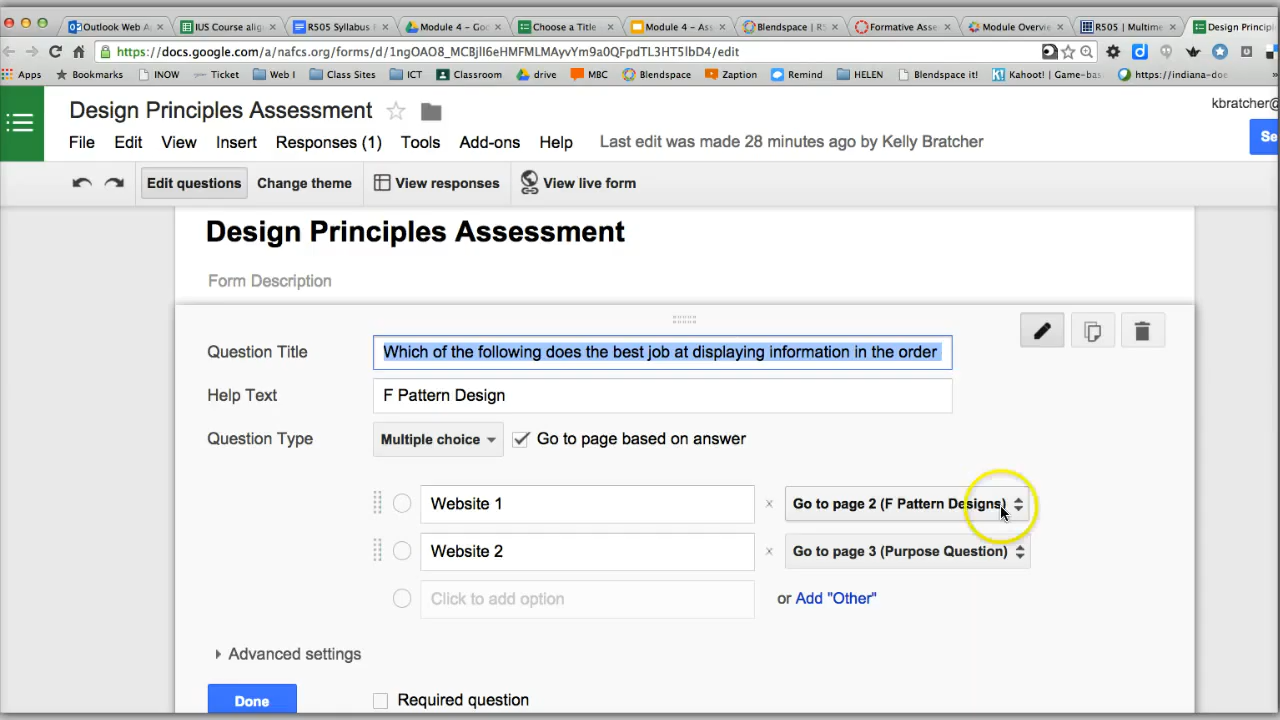 Outlook Web A IUS Course alig R505 Syllabus Module 4 - Goo Choose a Title Module 4 - Ass Blendspace | R5 Formative Asse Module Overvie R505 | Multime Design Princip
https://docs.google.com/a/nafcs.org/forms/d/1ngOAOS_MCBjlI6eHMFMLMAyvYm9a0QFpdTL3HT5lbD4/edit
Apps Bookmarks INOW Ticket Web I Class Sites ICT Classroom drive MBC Blendspace Zaption Remind HELEN Blendspace it! Kahoot! | Game-bas https://indiana-doe
Design Principles Assessment kbratcher@
File Edit View Insert Responses (1) Tools Add-ons Help Last edit was made 28 minutes ago by Kelly Bratcher Se
Edit questions Change theme View responses View live form
Design Principles Assessment
Form Description
Question Title Which of the following does the best job at displaying information in the order
Help Text F Pattern Design
Question Type Multiple choice Go to page based on answer
Website 1 × Go to page 2 (F Pattern Designs)
Website 2 × Go to page 3 (Purpose Question)
Click to add option or Add "Other"
Advanced settings
Done Required question